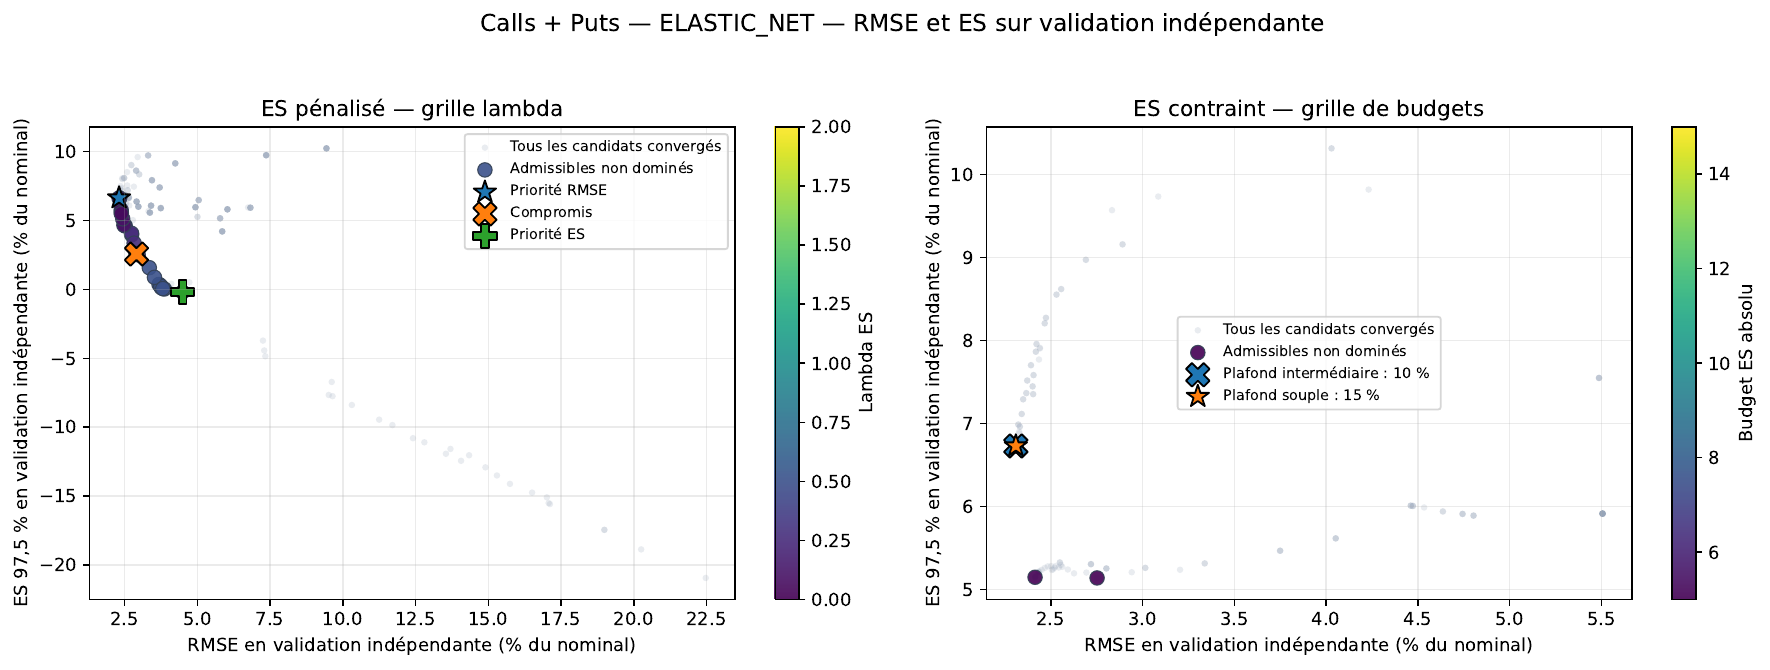 Calls + Puts — ELASTIC_NET — RMSE et ES sur validation indépendante
ES pénalisé — grille lambda
ES 97,5 % en validation indépendante (% du nominal)
10
5
0
−5
−10
−15
−20
2.5
5.0
7.5
10.0
12.5
15.0
17.5
20.0
22.5
RMSE en validation indépendante (% du nominal)
Tous les candidats convergés
Admissibles non dominés
Priorité RMSE
Compromis
Priorité ES
2.00
1.75
1.50
1.25
1.00
0.75
0.50
0.25
0.00
Lambda ES
ES contraint — grille de budgets
ES 97,5 % en validation indépendante (% du nominal)
10
9
8
7
6
5
2.5
3.0
3.5
4.0
4.5
5.0
5.5
RMSE en validation indépendante (% du nominal)
Tous les candidats convergés
Admissibles non dominés
Plafond intermédiaire : 10 %
Plafond souple : 15 %
14
12
10
8
6
Budget ES absolu